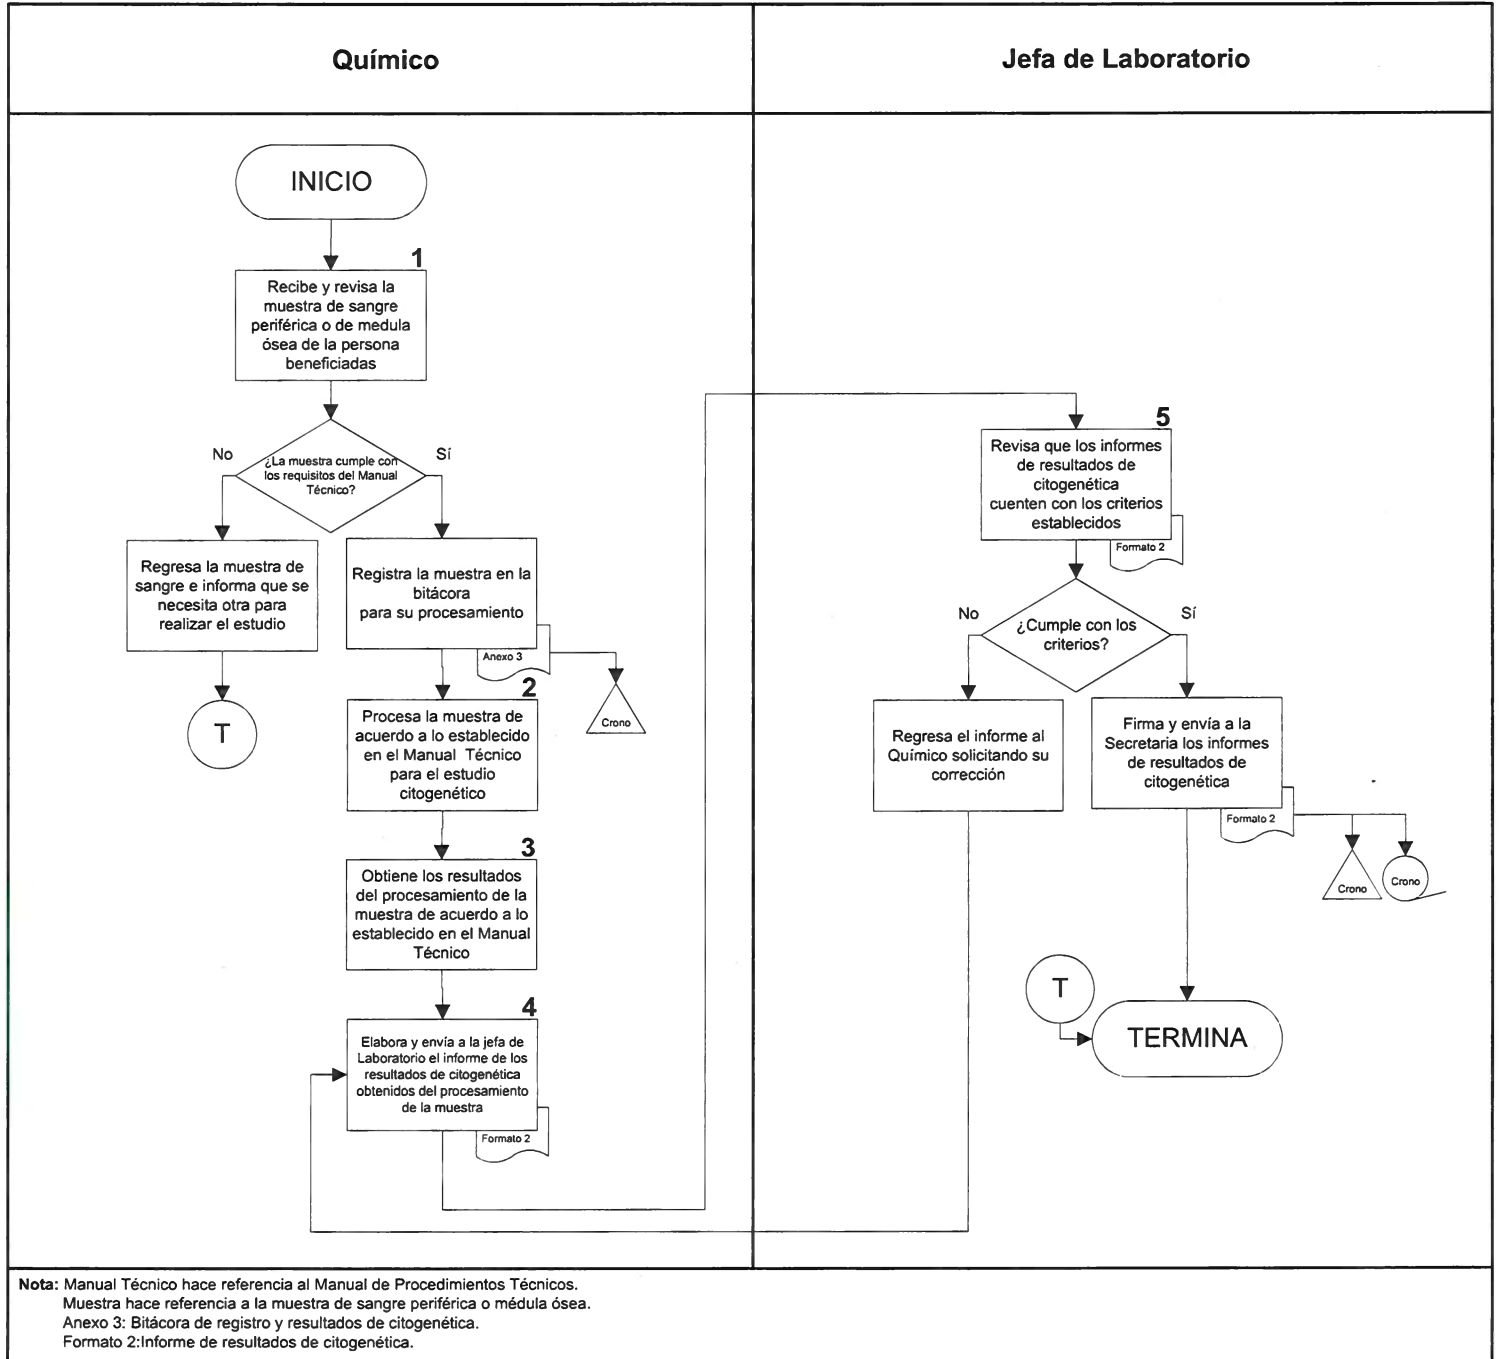 Químico
Jefa de Laboratorio
INICIO
1
Recibe y revisa la
muestra de sangre
periférica o de medula
ósea de la persona
beneficiadas
No
Sí
¿La muestra cumple con
los requisitos del Manual
Técnico?
Regresa la muestra de
sangre e informa que se
necesita otra para
realizar el estudio
T
Registra la muestra en la
bitácora
para su procesamiento
Anexo 3
Crono
2
Procesa la muestra de
acuerdo a lo establecido
en el Manual Técnico
para el estudio
citogenético
3
Obtiene los resultados
del procesamiento de la
muestra de acuerdo a lo
establecido en el Manual
Técnico
4
Elabora y envía a la jefa de
Laboratorio el informe de los
resultados de citogenética
obtenidos del procesamiento
de la muestra
Formato 2
5
Revisa que los informes
de resultados de
citogenética
cuenten con los criterios
establecidos
Formato 2
No
Sí
¿Cumple con los
criterios?
Regresa el informe al
Químico solicitando su
corrección
Firma y envía a la
Secretaria los informes
de resultados de
citogenética
Formato 2
Crono
Crono
T
TERMINA
Nota: Manual Técnico hace referencia al Manual de Procedimientos Técnicos.
Muestra hace referencia a la muestra de sangre periférica o médula ósea.
Anexo 3: Bitácora de registro y resultados de citogenética.
Formato 2:Informe de resultados de citogenética.